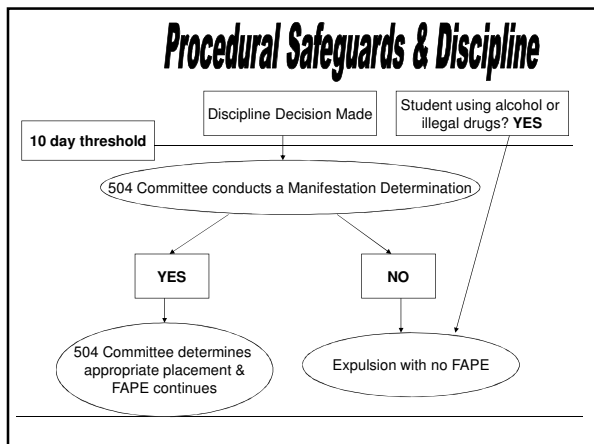 Procedural Safeguards & Discipline
Discipline Decision Made
Student using alcohol or
illegal drugs? YES
10 day threshold
504 Committee conducts a Manifestation Determination
YES
NO
504 Committee determines
appropriate placement &
FAPE continues
Expulsion with no FAPE